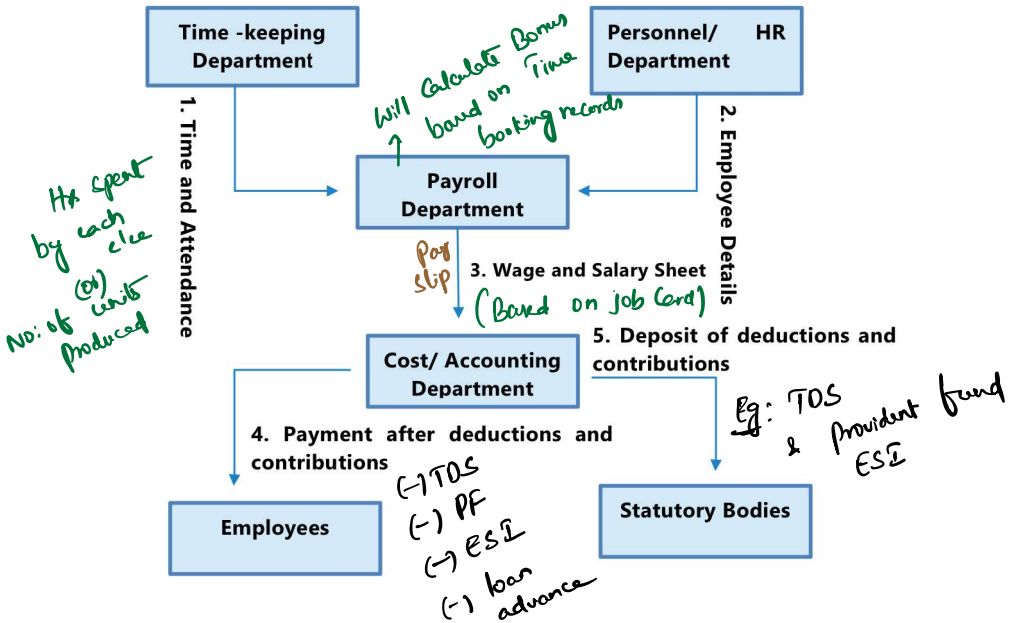 Time -keeping
Department
Personnel/ HR
Department
Will Calculate Bonus
based on Time
booking records
1. Time and Attendance
2. Employee Details
Hrs spent
by each
(or)
No: of units
Produced
Payroll
Department
Pay
slip
3. Wage and Salary Sheet
(Based on job Card)
Cost/ Accounting
Department
5. Deposit of deductions and
contributions
Eg: TDS
& Provident fund
ESI
4. Payment after deductions and
contributions
(-) TDS
(-) PF
(-) ESI
(-) loan
advance
Employees
Statutory Bodies